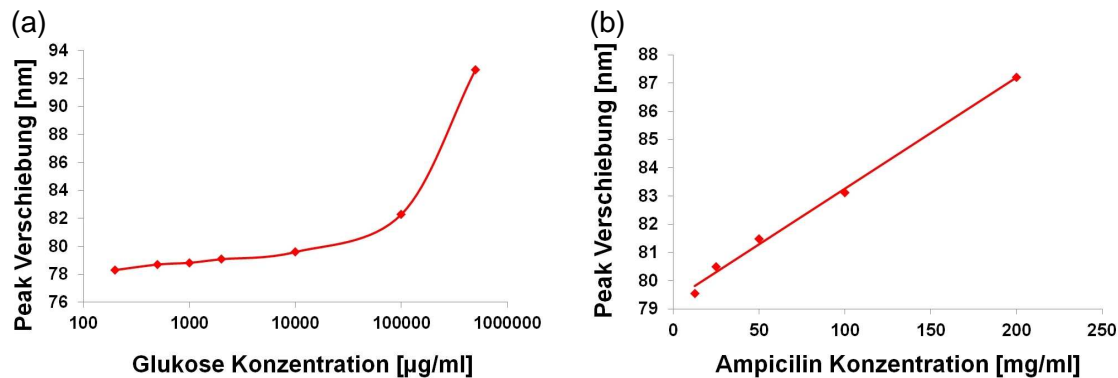 (a)
Peak Verschiebung [nm]
94
92
90
88
86
84
82
80
78
76
100 1000 10000 100000 1000000
Glukose Konzentration [µg/ml]
(b)
Peak Verschiebung [nm]
88
87
86
85
84
83
82
81
80
79
0 50 100 150 200 250
Ampicilin Konzentration [mg/ml]